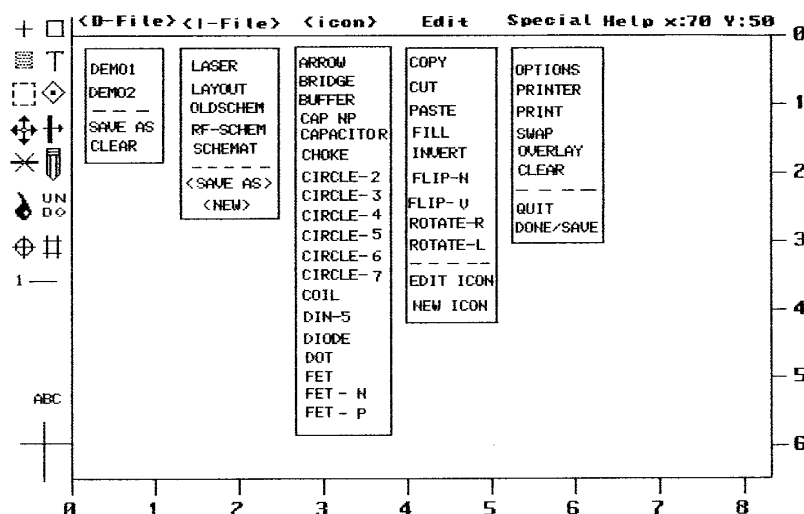 <D-File> <I-File> <icon> Edit Special Help x:70 Y:50
DEMO1
DEMO2
SAVE AS
CLEAR
LASER
LAYOUT
OLDSCHEM
RF-SCHEM
SCHEMAT
<SAVE AS>
<NEW>
ARROW
BRIDGE
BUFFER
CAP NP
CAPACITOR
CHOKE
CIRCLE-2
CIRCLE-3
CIRCLE-4
CIRCLE-5
CIRCLE-6
CIRCLE-7
COIL
DIN-5
DIODE
DOT
FET
FET - N
FET - P
COPY
CUT
PASTE
FILL
INVERT
FLIP-H
FLIP-V
ROTATE-R
ROTATE-L
EDIT ICON
NEW ICON
OPTIONS
PRINTER
PRINT
SWAP
OVERLAY
CLEAR
QUIT
DONE/SAVE
T
UN
DO
1
ABC
0
1
2
3
4
5
6
0 1 2 3 4 5 6 7 8